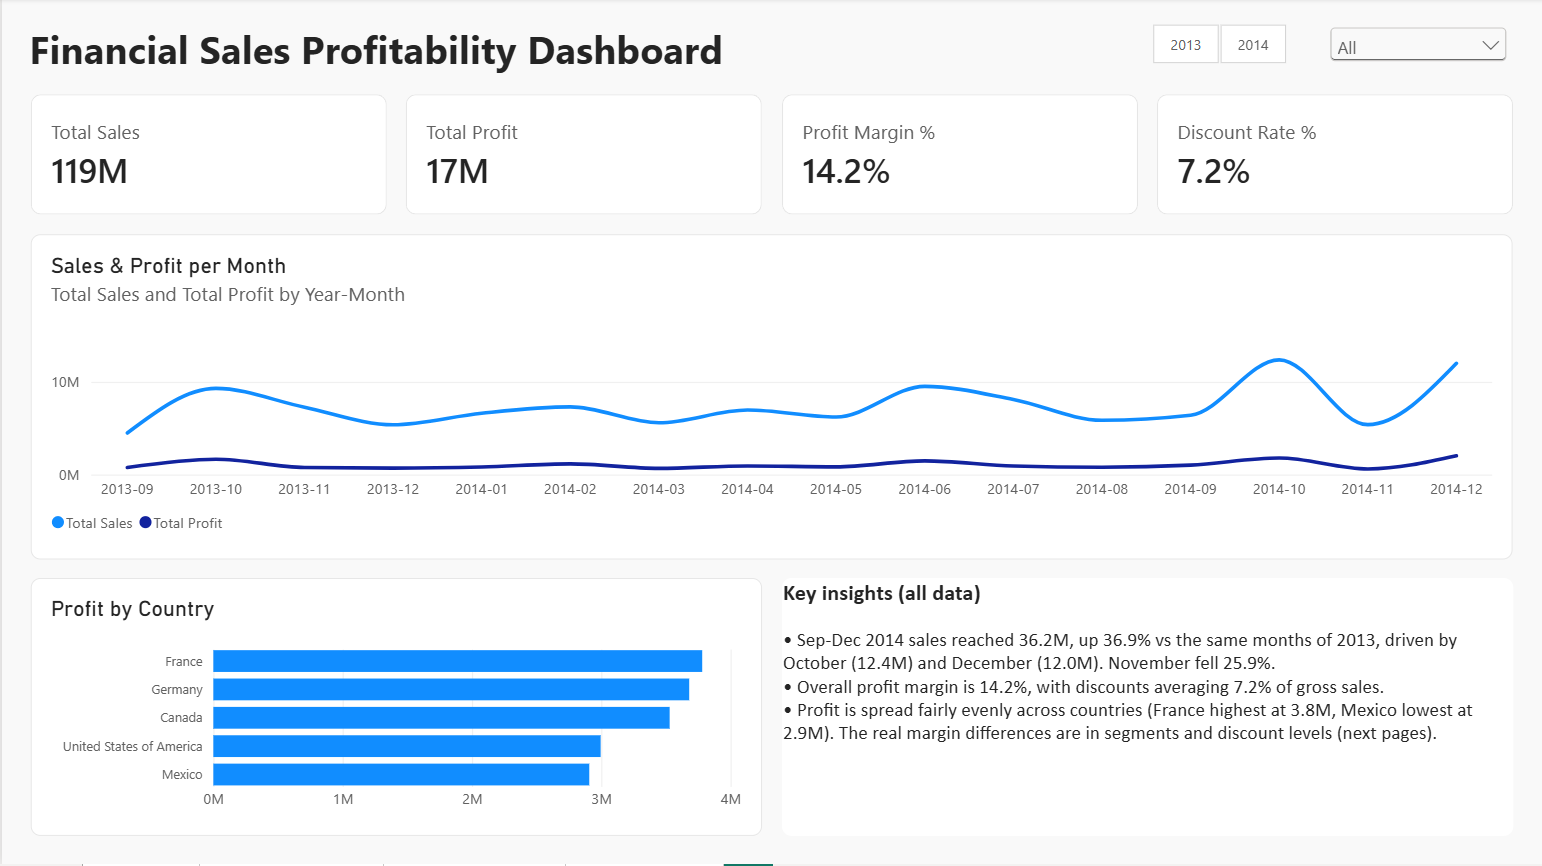 Financial Sales Profitability Dashboard
2013
2014
All
Total Sales
119M
Total Profit
17M
Profit Margin %
14.2%
Discount Rate %
7.2%
Sales & Profit per Month
Total Sales and Total Profit by Year-Month
10M
0M
2013-09 2013-10 2013-11 2013-12 2014-01 2014-02 2014-03 2014-04 2014-05 2014-06 2014-07 2014-08 2014-09 2014-10 2014-11 2014-12
Total Sales Total Profit
Profit by Country
France
Germany
Canada
United States of America
Mexico
0M 1M 2M 3M 4M
Key insights (all data)
• Sep-Dec 2014 sales reached 36.2M, up 36.9% vs the same months of 2013, driven by
October (12.4M) and December (12.0M). November fell 25.9%.
• Overall profit margin is 14.2%, with discounts averaging 7.2% of gross sales.
• Profit is spread fairly evenly across countries (France highest at 3.8M, Mexico lowest at
2.9M). The real margin differences are in segments and discount levels (next pages).